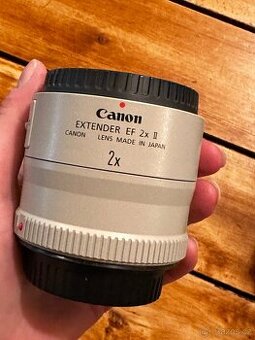 Canon
EXTENDER EF 2x II
CANON LENS MADE IN JAPAN
2x